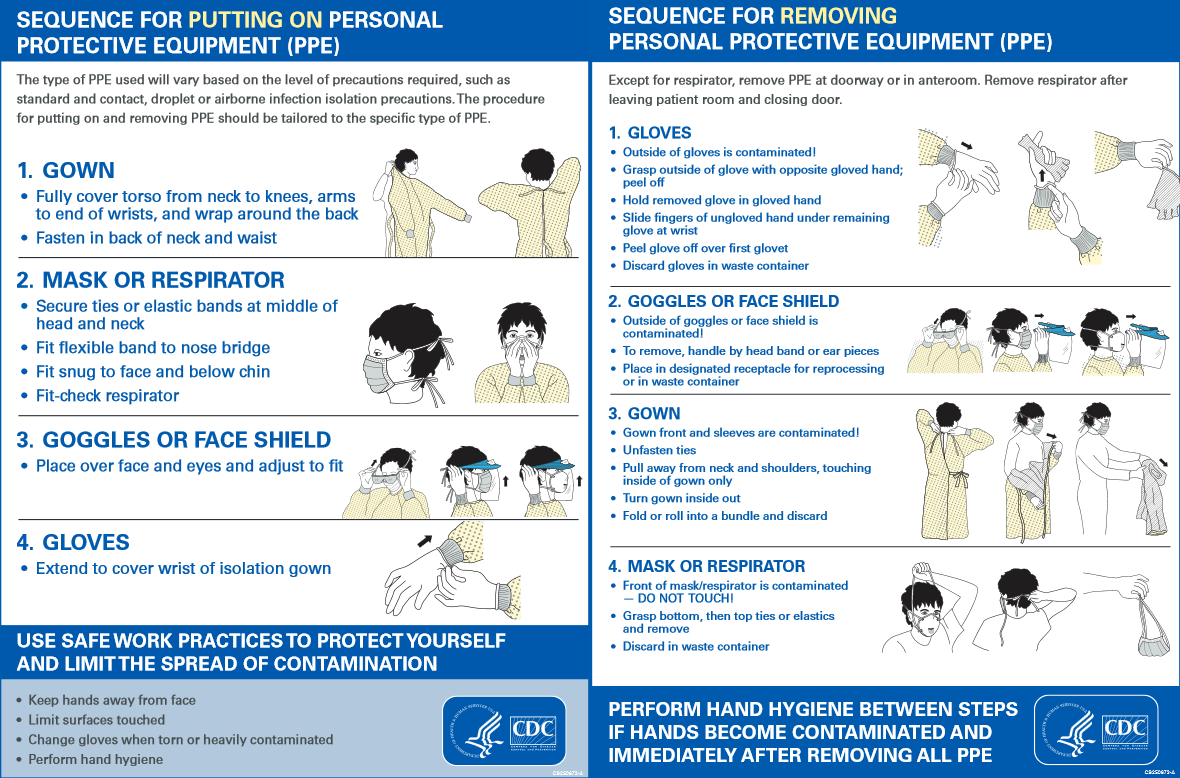 SEQUENCE FOR PUTTING ON PERSONAL
PROTECTIVE EQUIPMENT (PPE)
The type of PPE used will vary based on the level of precautions required, such as
standard and contact, droplet or airborne infection isolation precautions. The procedure
for putting on and removing PPE should be tailored to the specific type of PPE.
1. GOWN
• Fully cover torso from neck to knees, arms
to end of wrists, and wrap around the back
• Fasten in back of neck and waist
2. MASK OR RESPIRATOR
• Secure ties or elastic bands at middle of
head and neck
• Fit flexible band to nose bridge
• Fit snug to face and below chin
• Fit-check respirator
3. GOGGLES OR FACE SHIELD
• Place over face and eyes and adjust to fit
4. GLOVES
• Extend to cover wrist of isolation gown
USE SAFE WORK PRACTICES TO PROTECT YOURSELF
AND LIMIT THE SPREAD OF CONTAMINATION
• Keep hands away from face
• Limit surfaces touched
• Change gloves when torn or heavily contaminated
• Perform hand hygiene
CDC
CENTERS FOR DISEASE
CONTROL AND PREVENTION
SEQUENCE FOR REMOVING
PERSONAL PROTECTIVE EQUIPMENT (PPE)
Except for respirator, remove PPE at doorway or in anteroom. Remove respirator after
leaving patient room and closing door.
1. GLOVES
• Outside of gloves is contaminated!
• Grasp outside of glove with opposite gloved hand;
peel off
• Hold removed glove in gloved hand
• Slide fingers of ungloved hand under remaining
glove at wrist
• Peel glove off over first glovet
• Discard gloves in waste container
2. GOGGLES OR FACE SHIELD
• Outside of goggles or face shield is
contaminated!
• To remove, handle by head band or ear pieces
• Place in designated receptacle for reprocessing
or in waste container
3. GOWN
• Gown front and sleeves are contaminated!
• Unfasten ties
• Pull away from neck and shoulders, touching
inside of gown only
• Turn gown inside out
• Fold or roll into a bundle and discard
4. MASK OR RESPIRATOR
• Front of mask/respirator is contaminated
— DO NOT TOUCH!
• Grasp bottom, then top ties or elastics
and remove
• Discard in waste container
PERFORM HAND HYGIENE BETWEEN STEPS
IF HANDS BECOME CONTAMINATED AND
IMMEDIATELY AFTER REMOVING ALL PPE
CDC
CENTERS FOR DISEASE
CONTROL AND PREVENTION